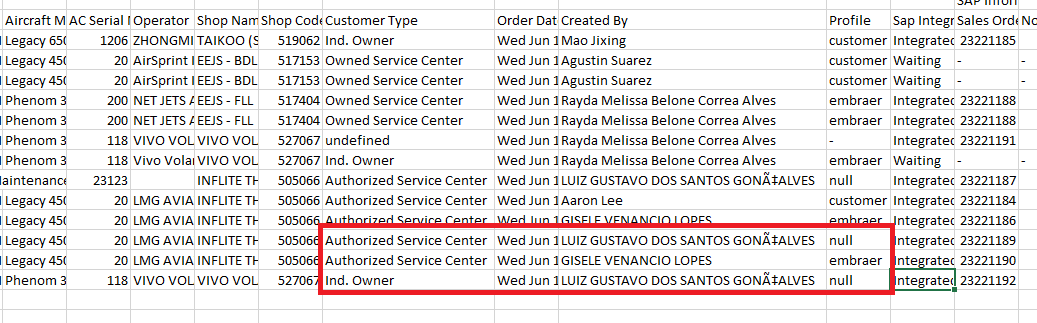 SAP Infor
Aircraft M AC Serial Operator Shop Nam Shop Code Customer Type Order Dat Created By Profile Sap Integr Sales Orde No
Legacy 650 1206 ZHONGMI TAIKOO (S 519062 Ind. Owner Wed Jun 1 Mao Jixing customer Integrated 23221185
Legacy 450 20 AirSprint EEJS - BDL 517153 Owned Service Center Wed Jun 1 Agustin Suarez customer Waiting - -
Legacy 450 20 AirSprint EEJS - BDL 517153 Owned Service Center Wed Jun 1 Agustin Suarez customer Waiting - -
Phenom 3 200 NET JETS A EEJS - FLL 517404 Owned Service Center Wed Jun 1 Rayda Melissa Belone Correa Alves embraer Integrated 23221188
Phenom 3 200 NET JETS A EEJS - FLL 517404 Owned Service Center Wed Jun 1 Rayda Melissa Belone Correa Alves embraer Integrated 23221188
Phenom 3 118 VIVO VOL VIVO VOL 527067 undefined Wed Jun 1 Rayda Melissa Belone Correa Alves - Integrated 23221191
Phenom 3 118 Vivo Volar VIVO VOL 527067 Ind. Owner Wed Jun 1 Rayda Melissa Belone Correa Alves embraer Waiting - -
aintenance 23123 INFLITE TH 505066 Authorized Service Center Wed Jun 1 LUIZ GUSTAVO DOS SANTOS GONÃ‡ALVES null Integrated 23221187
Legacy 450 20 LMG AVIA INFLITE TH 505066 Authorized Service Center Wed Jun 1 Aaron Lee customer Integrated 23221184
Legacy 450 20 LMG AVIA INFLITE TH 505066 Authorized Service Center Wed Jun 1 GISELE VENANCIO LOPES embraer Integrated 23221186
Legacy 450 20 LMG AVIA INFLITE TH 505066 Authorized Service Center Wed Jun 1 LUIZ GUSTAVO DOS SANTOS GONÃ‡ALVES null Integrated 23221189
Legacy 450 20 LMG AVIA INFLITE TH 505066 Authorized Service Center Wed Jun 1 GISELE VENANCIO LOPES embraer Integrated 23221190
Phenom 3 118 VIVO VOL VIVO VOL 527067 Ind. Owner Wed Jun 1 LUIZ GUSTAVO DOS SANTOS GONÃ‡ALVES null Integrated 23221192